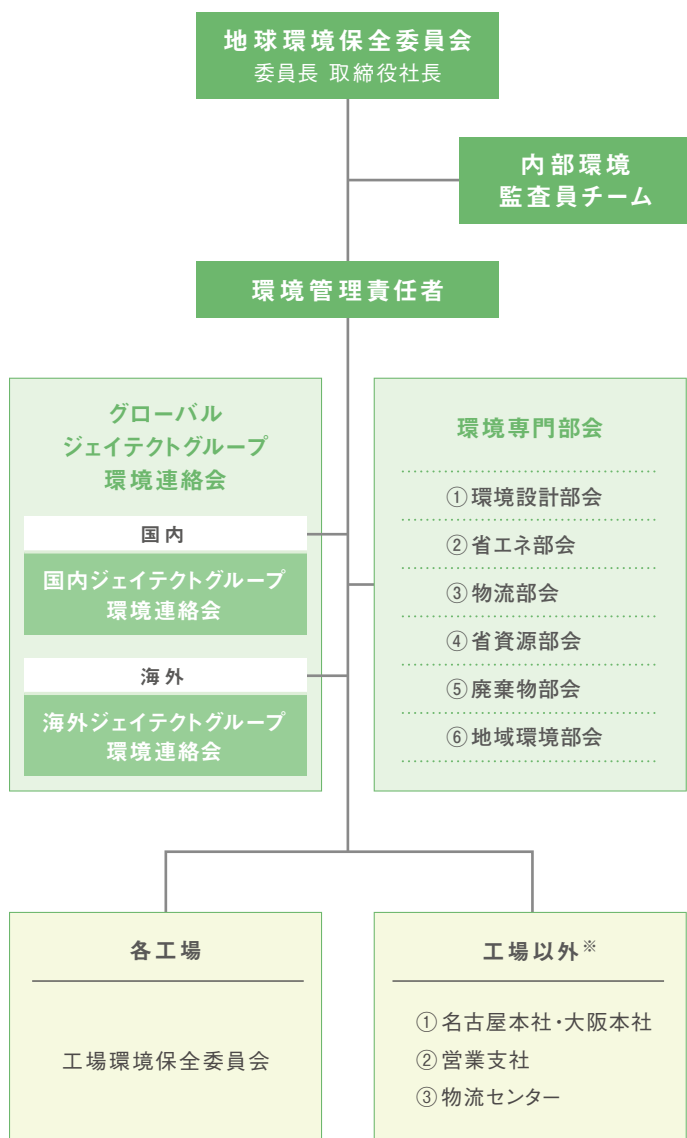 地球環境保全委員会
委員長 取締役社長
内部環境
監査員チーム
環境管理責任者
グローバル
ジェイテクトグループ
環境連絡会
国内
国内ジェイテクトグループ
環境連絡会
海外
海外ジェイテクトグループ
環境連絡会
環境専門部会
①環境設計部会
②省エネ部会
③物流部会
④省資源部会
⑤廃棄物部会
⑥地域環境部会
各工場
工場環境保全委員会
工場以外※
①名古屋本社・大阪本社
②営業支社
③物流センター